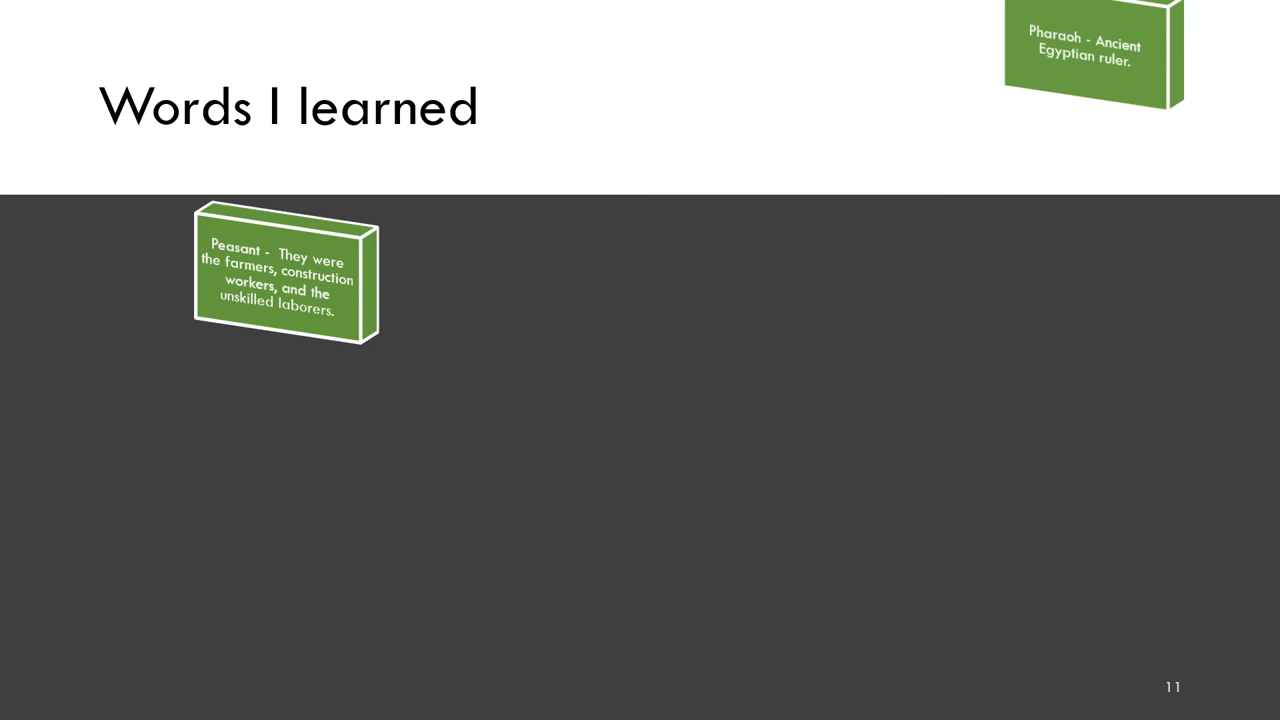 Words I learned
Pharaoh - Ancient
Egyptian ruler.
Peasant -  They were
the farmers, construction
workers, and the
unskilled laborers.
11